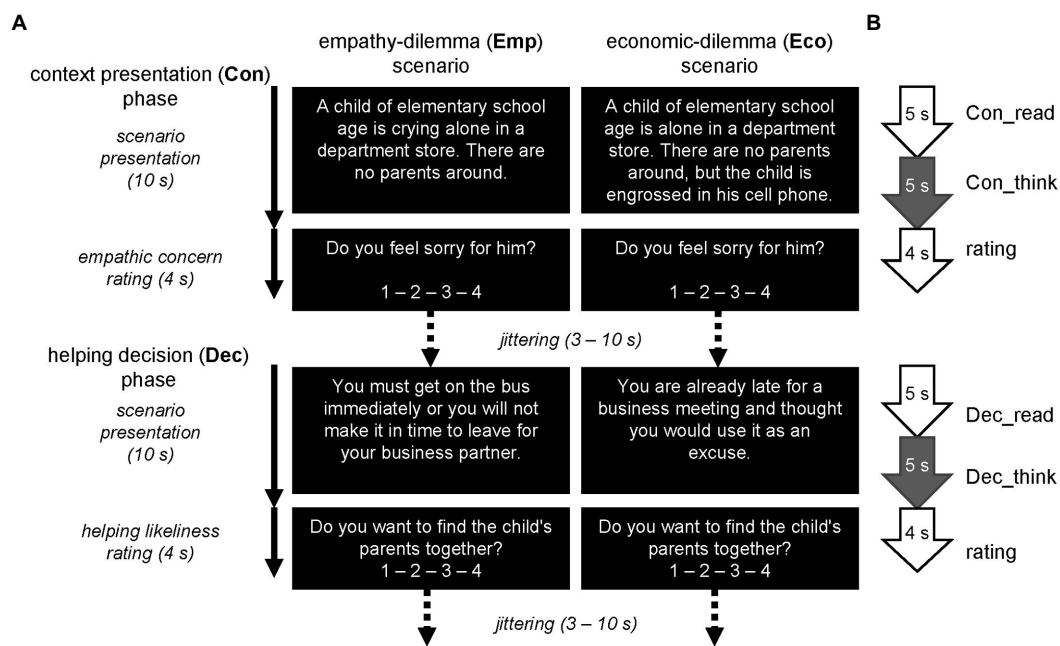 A
empathy-dilemma (Emp)
scenario
economic-dilemma (Eco)
scenario
B
context presentation (Con)
phase
scenario
presentation
(10 s)
A child of elementary school
age is crying alone in a
department store. There are
no parents around.
A child of elementary school
age is alone in a department
store. There are no parents
around, but the child is
engrossed in his cell phone.
5 s
Con_read
5 s
Con_think
empathic concern
rating (4 s)
Do you feel sorry for him?
1 – 2 – 3 – 4
Do you feel sorry for him?
1 – 2 – 3 – 4
4 s
rating
jittering (3 – 10 s)
helping decision (Dec)
phase
scenario
presentation
(10 s)
You must get on the bus
immediately or you will not
make it in time to leave for
your business partner.
You are already late for a
business meeting and thought
you would use it as an
excuse.
5 s
Dec_read
5 s
Dec_think
helping likeliness
rating (4 s)
Do you want to find the child's
parents together?
1 – 2 – 3 – 4
Do you want to find the child's
parents together?
1 – 2 – 3 – 4
4 s
rating
jittering (3 – 10 s)